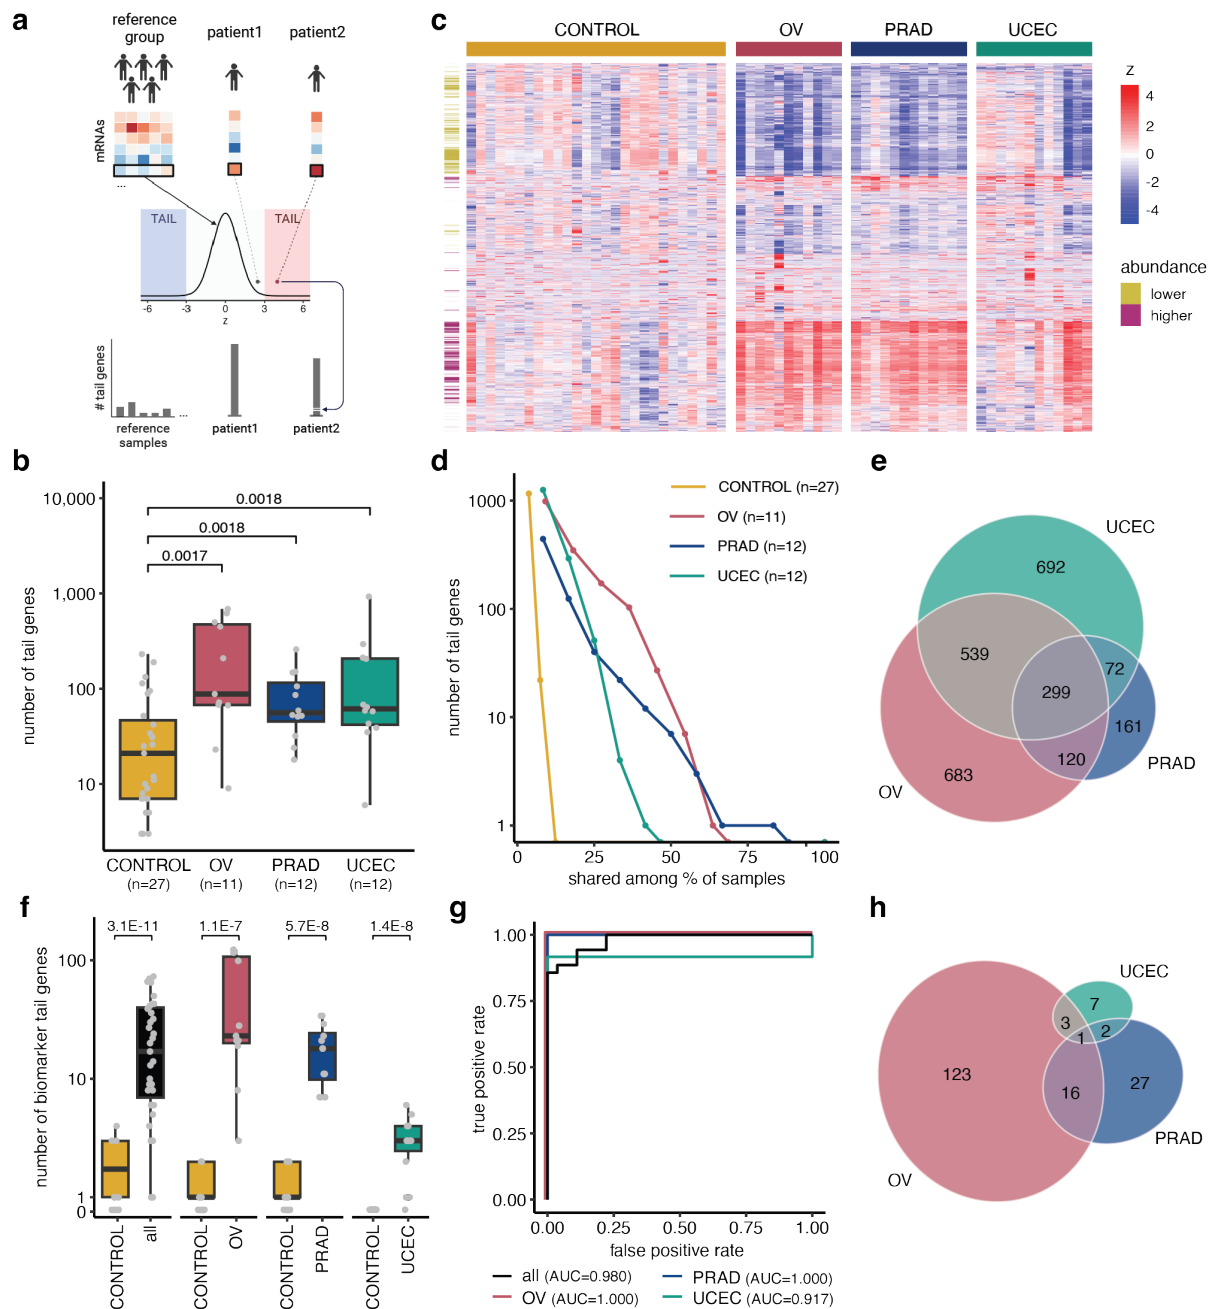 a
reference
group
patient1
patient2
mRNAs
...
TAIL
TAIL
-6
-3
0
3
6
z
# tail genes
...
reference
samples
patient1
patient2
c
CONTROL
OV
PRAD
UCEC
z
4
2
0
-2
-4
abundance
lower
higher
b
number of tail genes
10,000
1,000
100
10
0.0018
0.0018
0.0017
CONTROL
(n=27)
OV
(n=11)
PRAD
(n=12)
UCEC
(n=12)
d
number of tail genes
1000
100
10
1
0
25
50
75
100
shared among % of samples
CONTROL (n=27)
OV (n=11)
PRAD (n=12)
UCEC (n=12)
e
UCEC
692
539
72
299
161
120
683
PRAD
OV
f
number of biomarker tail genes
100
10
1
0
3.1E-11
1.1E-7
5.7E-8
1.4E-8
CONTROL
all
CONTROL
OV
CONTROL
PRAD
CONTROL
UCEC
g
true positive rate
1.00
0.75
0.50
0.25
0.00
0.00
0.25
0.50
0.75
1.00
false positive rate
all (AUC=0.980)
PRAD (AUC=1.000)
OV (AUC=1.000)
UCEC (AUC=0.917)
h
UCEC
7
3
2
1
123
16
27
PRAD
OV